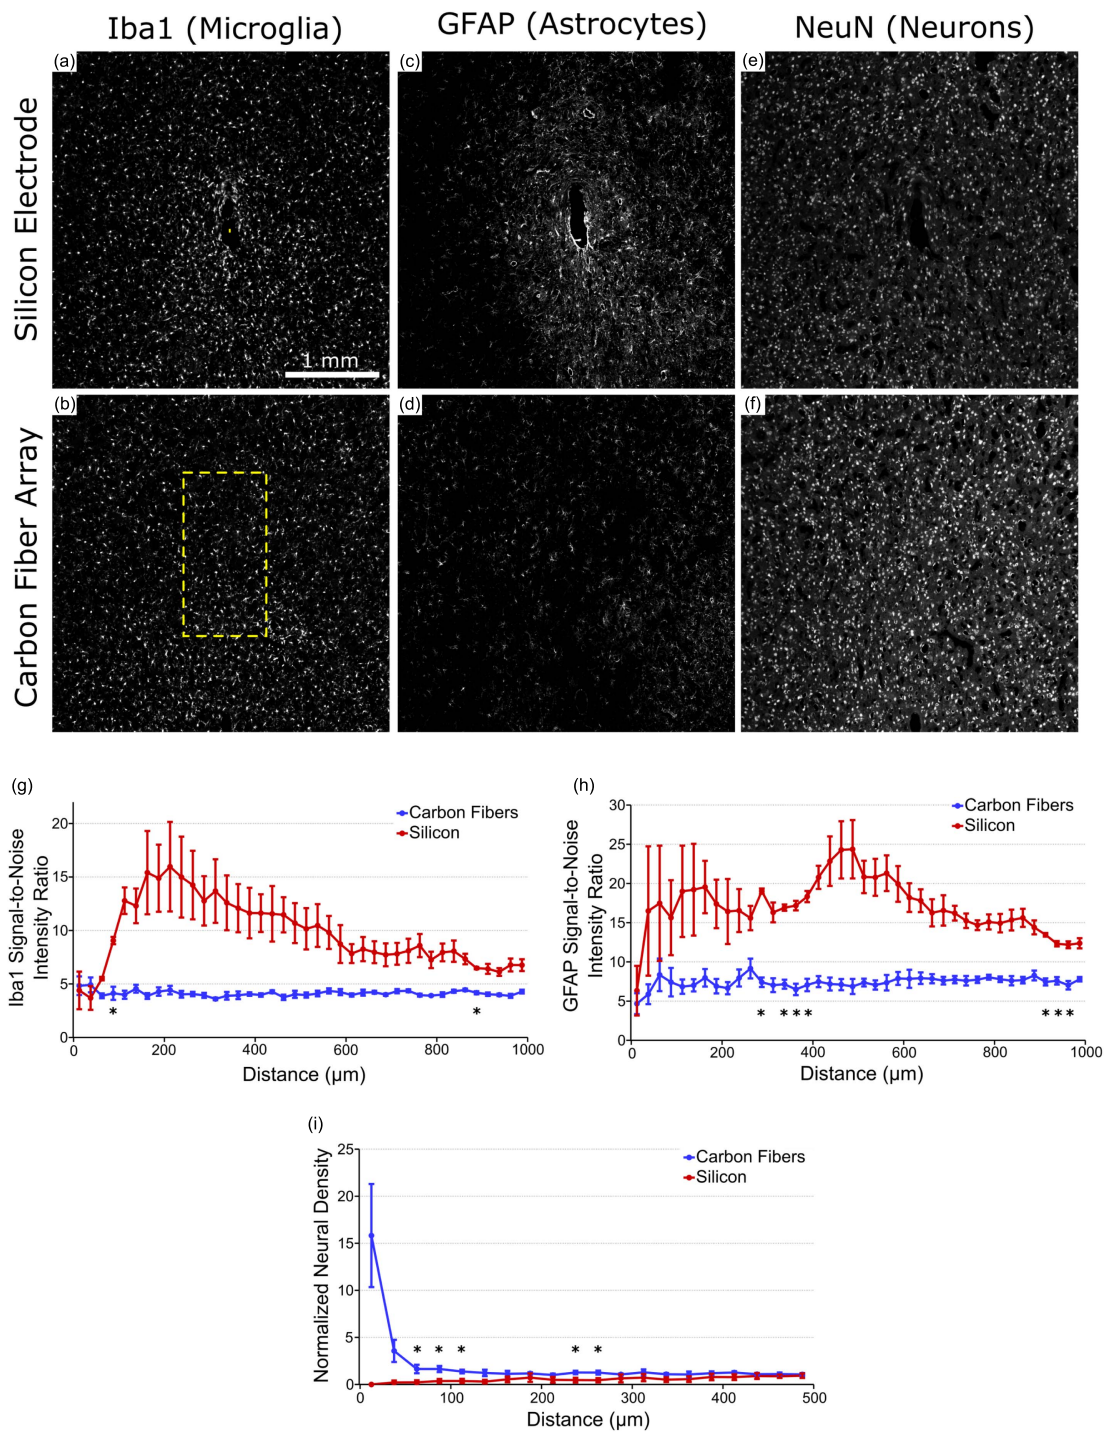 Iba1 (Microglia)
GFAP (Astrocytes)
NeuN (Neurons)
Silicon Electrode
(a)
1 mm
(c)
(e)
Carbon Fiber Array
(b)
(d)
(f)
(g)
Iba1 Signal-to-Noise
Intensity Ratio
20
15
10
5
0
Carbon Fibers
Silicon
*
*
0
200
400
600
800
1000
Distance (µm)
(h)
GFAP Signal-to-Noise
Intensity Ratio
30
25
20
15
10
5
0
Carbon Fibers
Silicon
* * * *
* * *
0
200
400
600
800
1000
Distance (µm)
(i)
Normalized Neural Density
25
20
15
10
5
0
Carbon Fibers
Silicon
* * *
* *
0
100
200
300
400
500
Distance (µm)